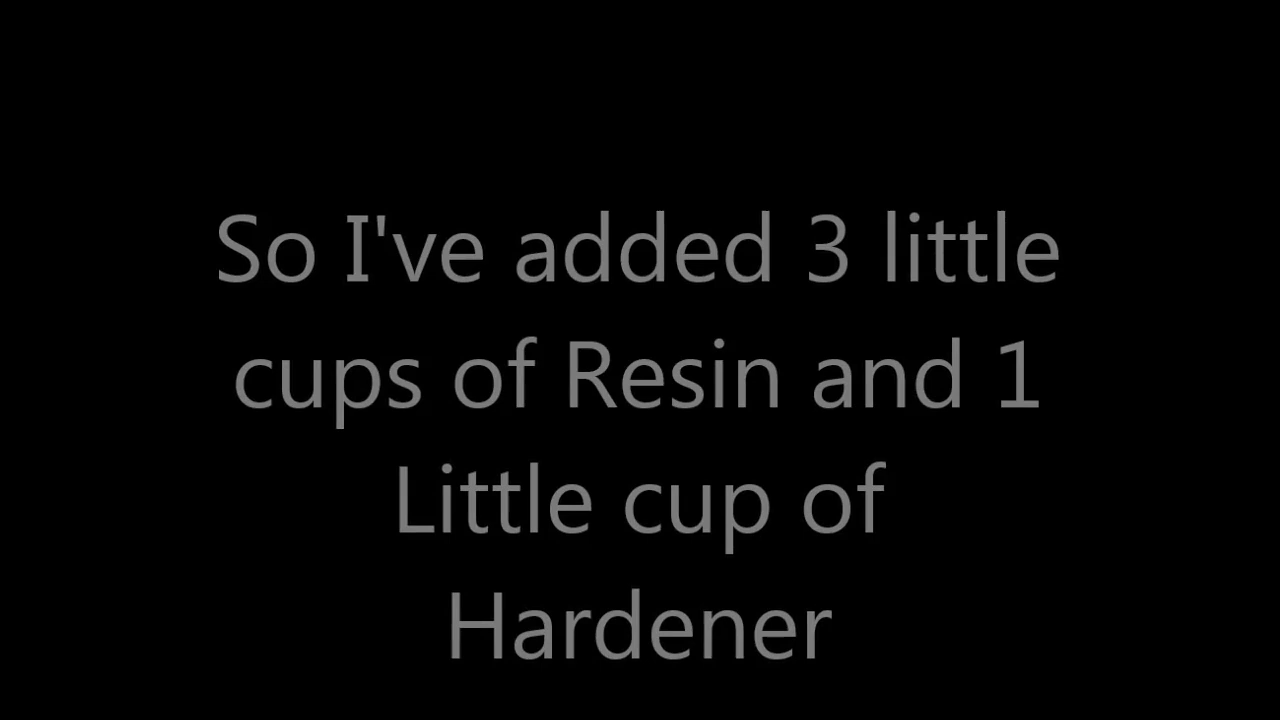 So I've added 3 little
cups of Resin and 1
Little cup of
Hardener